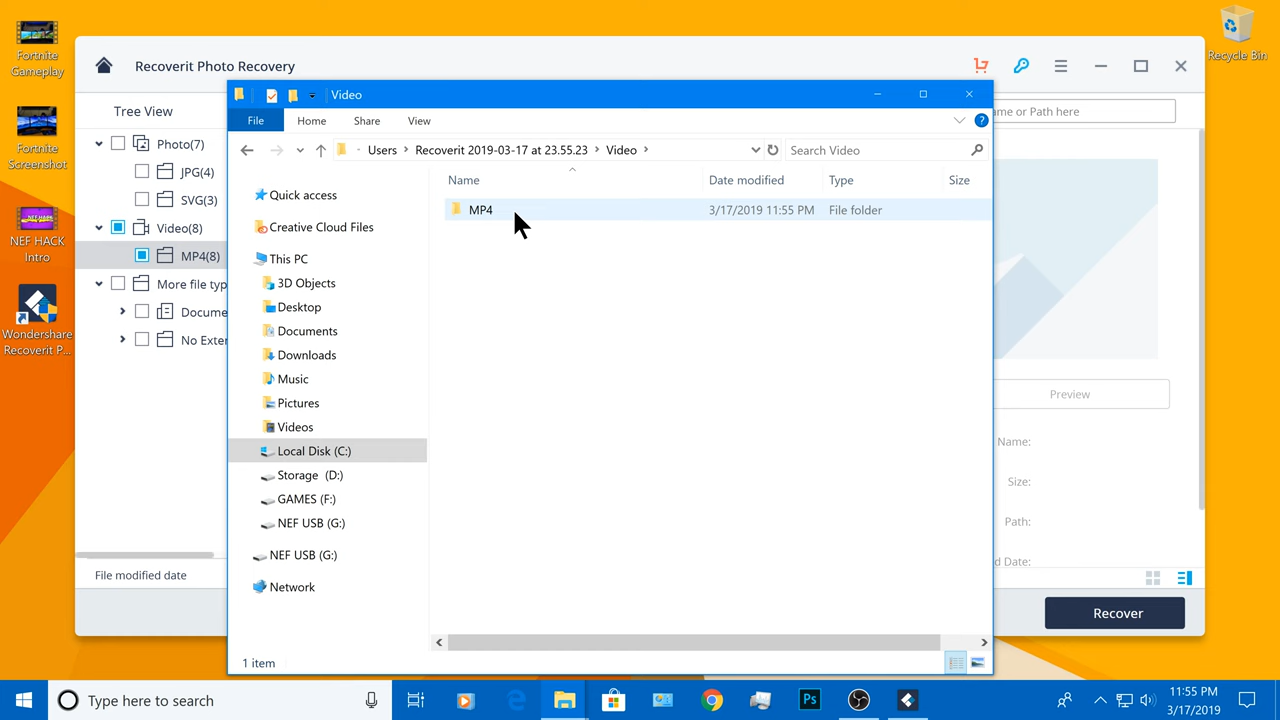 Fortnite
Gameplay
Fortnite
Screenshot
NEF HACK
Intro
Wondershare
Recoverit P...
Recycle Bin
Recoverit Photo Recovery
Tree View
Photo(7)
JPG(4)
SVG(3)
Video(8)
MP4(8)
More file typ
Docume
No Exter
File modified date
me or Path here
Preview
Name:
Size:
Path:
d Date:
Recover
Video
File
Home
Share
View
Users > Recoverit 2019-03-17 at 23.55.23 > Video >
Search Video
Name
Date modified
Type
Size
MP4
3/17/2019 11:55 PM
File folder
Quick access
Creative Cloud Files
This PC
3D Objects
Desktop
Documents
Downloads
Music
Pictures
Videos
Local Disk (C:)
Storage (D:)
GAMES (F:)
NEF USB (G:)
NEF USB (G:)
Network
1 item
Type here to search
Ps
11:55 PM
3/17/2019